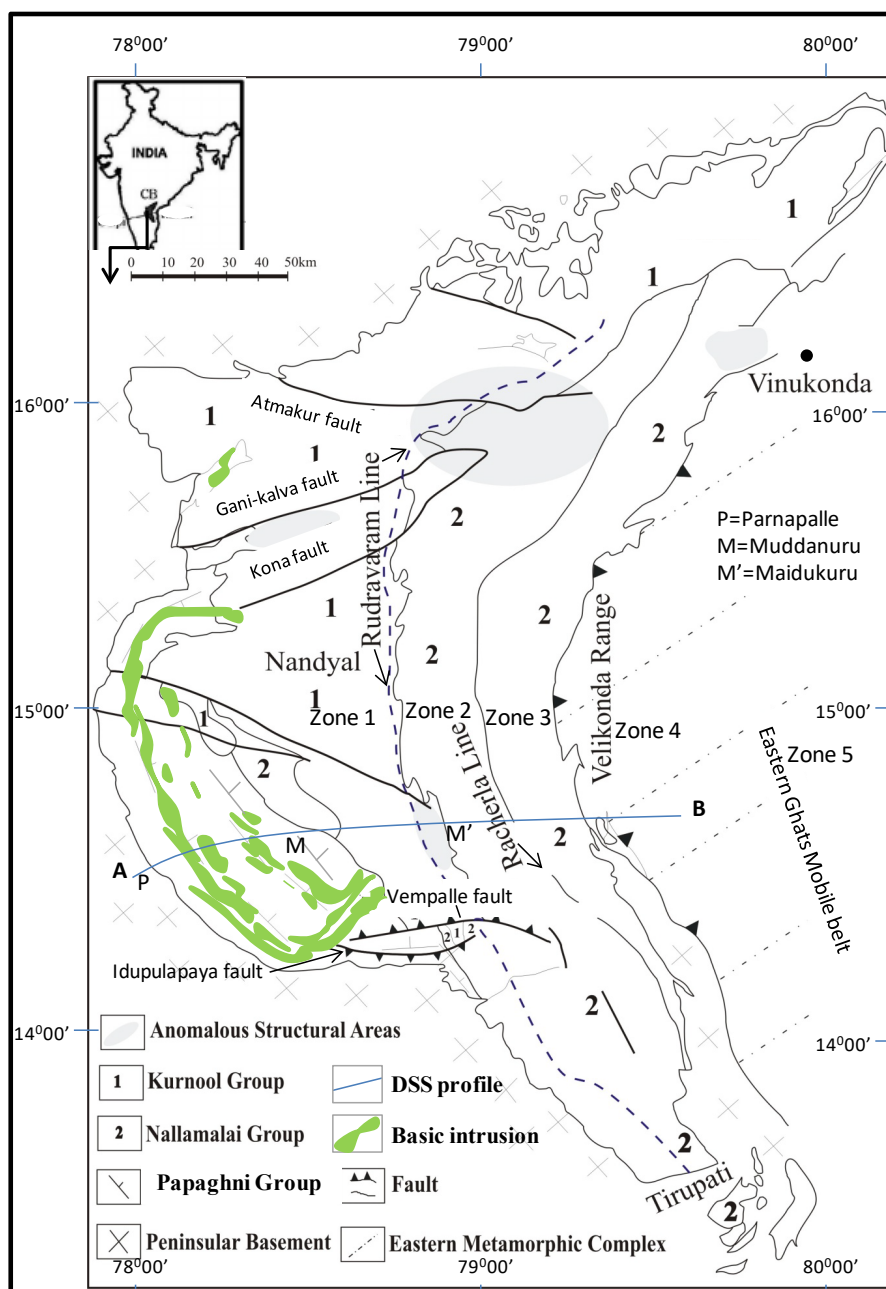 78⁰00’ 79⁰00’ 80⁰00’
INDIA
CB
0 10 20 30 40 50km
1
1
Vinukonda
16⁰00’ 16⁰00’
Atmakur fault
1
2
1
Gani-kalva fault
Rudravaram Line
2
P=Parnapalle
M=Muddanuru
M’=Maidukuru
Kona fault
1
2
2
Velikonda Range
Nandyal
1
15⁰00’ 15⁰00’
Zone 1 Zone 2 Zone 3 Zone 4
1
2
Racherla Line
Zone 5
Eastern Ghats Mobile belt
M’
2
B
M
A
P
Vempalle fault
2 1 2
Idupulapaya fault
2
14⁰00’ 14⁰00’
Anomalous Structural Areas
1 Kurnool Group DSS profile
2 Nallamalai Group Basic intrusion
Papaghni Group Fault
Peninsular Basement Eastern Metamorphic Complex
2
Tirupati
2
78⁰00’ 79⁰00’ 80⁰00’